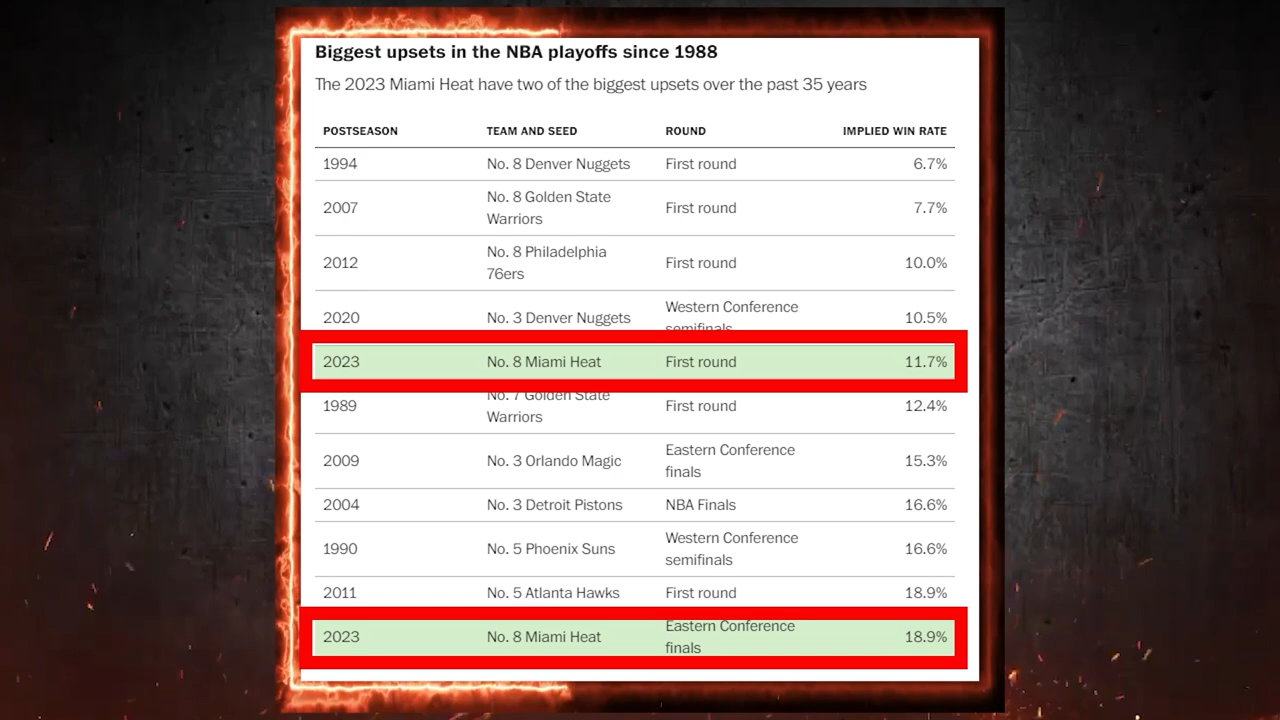 Biggest upsets in the NBA playoffs since 1988
The 2023 Miami Heat have two of the biggest upsets over the past 35 years
POSTSEASON TEAM AND SEED ROUND IMPLIED WIN RATE
1994 No. 8 Denver Nuggets First round 6.7%
No. 8 Golden State
2007 First round 7.7%
Warriors
No. 8 Philadelphia
2012 First round 10.0%
76ers
Western Conference
2020 No. 3 Denver Nuggets 10.5%
semifinals
2023 No. 8 Miami Heat First round 11.7%
No. 7 Golden State
1989 First round 12.4%
Warriors
Eastern Conference
2009 No. 3 Orlando Magic 15.3%
finals
2004 No. 3 Detroit Pistons NBA Finals 16.6%
Western Conference
1990 No. 5 Phoenix Suns 16.6%
semifinals
2011 No. 5 Atlanta Hawks First round 18.9%
Eastern Conference
2023 No. 8 Miami Heat 18.9%
finals